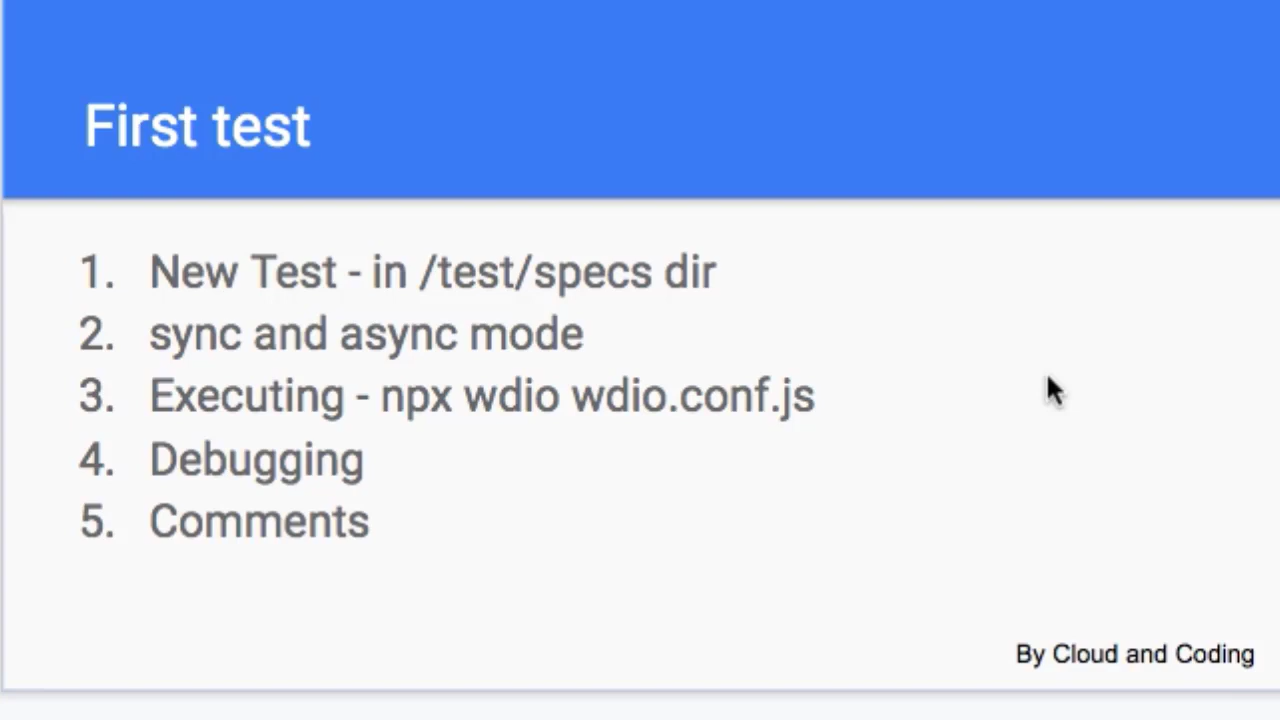 First test
1. New Test - in /test/specs dir
2. sync and async mode
3. Executing - npx wdio wdio.conf.js
4. Debugging
5. Comments
By Cloud and Coding